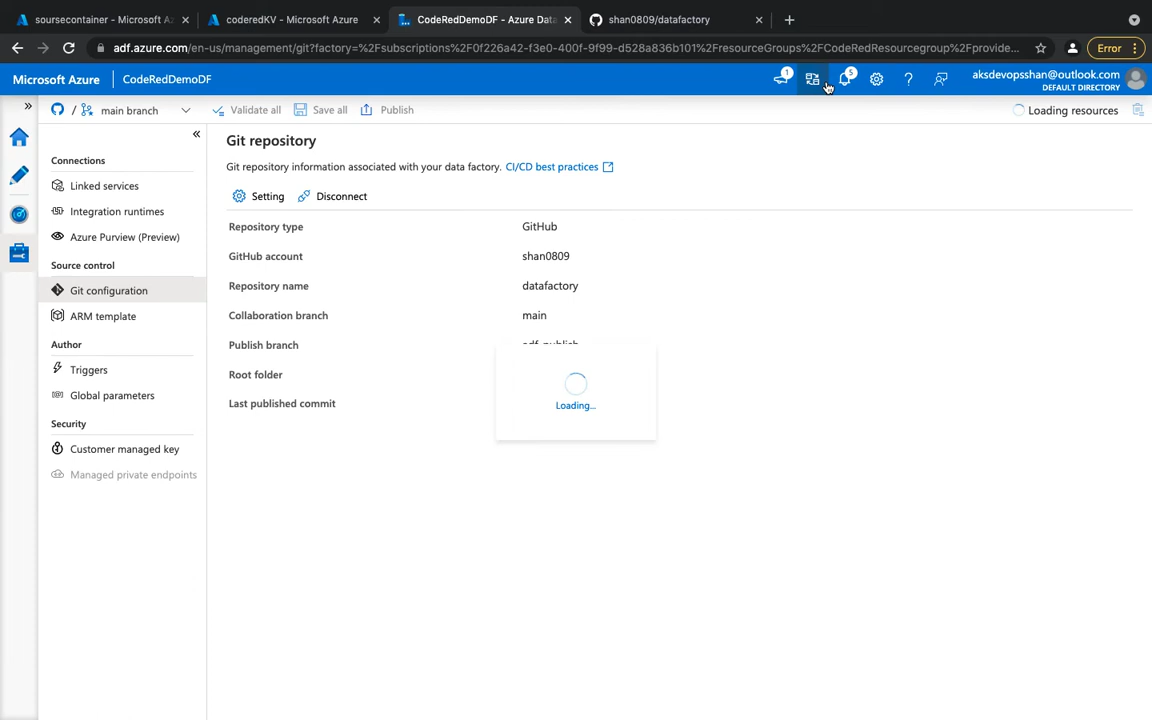 soursecontainer - Microsoft Az
coderedKV - Microsoft Azure
CodeRedDemoDF - Azure Data
shan0809/datafactory
adf.azure.com/en-us/management/git?factory=%2Fsubscriptions%2F0f226a42-f3e0-400f-9f99-d528a836b101%2FresourceGroups%2FCodeRedResourcegroup%2Fprovide...
Error
Microsoft Azure
CodeRedDemoDF
1
5
aksdevopsshan@outlook.com
DEFAULT DIRECTORY
/ main branch
Validate all
Save all
Publish
Loading resources
Connections
Linked services
Integration runtimes
Azure Purview (Preview)
Source control
Git configuration
ARM template
Author
Triggers
Global parameters
Security
Customer managed key
Managed private endpoints
Git repository
Git repository information associated with your data factory. CI/CD best practices
Setting
Disconnect
Repository type GitHub
GitHub account shan0809
Repository name datafactory
Collaboration branch main
Publish branch adf_publish
Root folder
Last published commit
Loading...